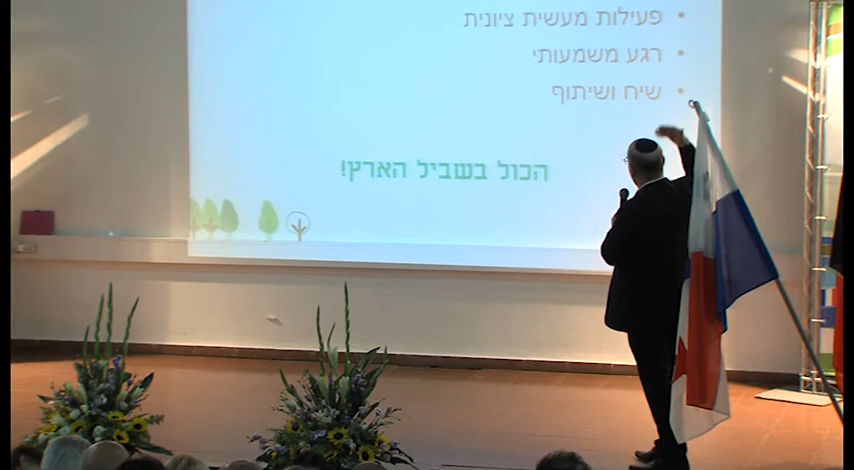 • פעילות מעשית ציונית
• רגע משמעותי
• שיח ושיתוף
הכול בשביל הארץ!